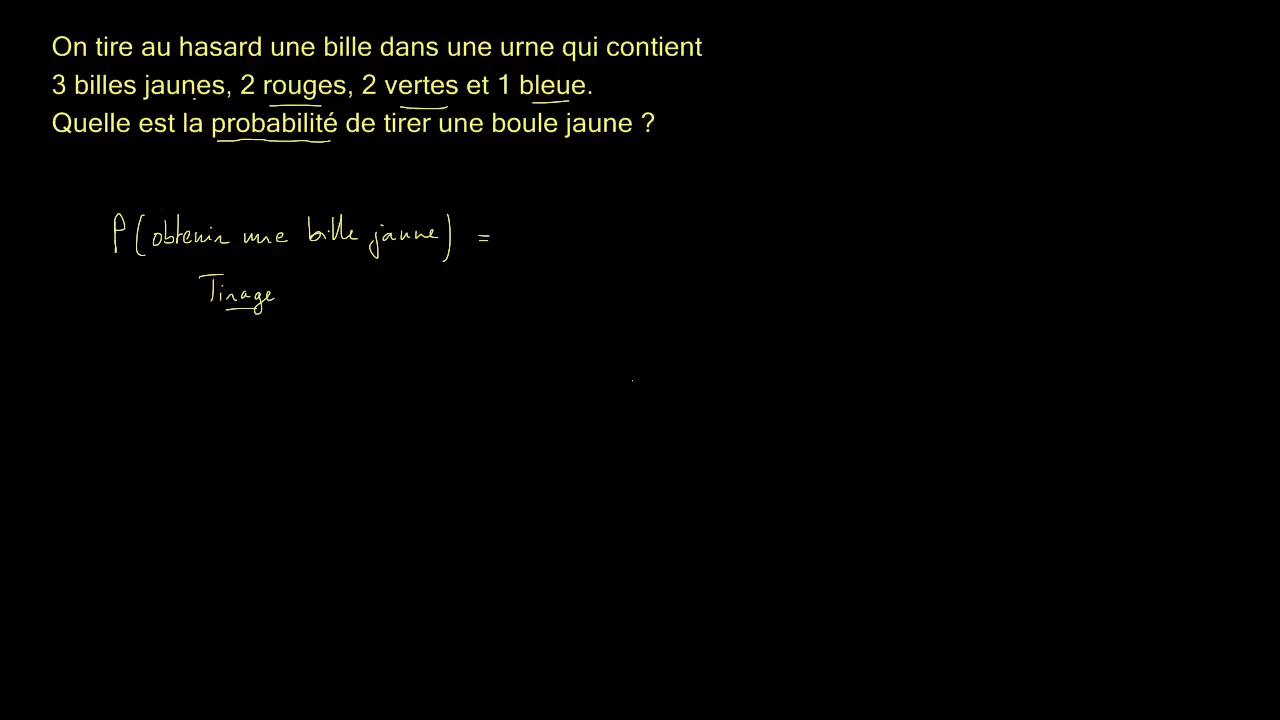 On tire au hasard une bille dans une urne qui contient
3 billes jaunes, 2 rouges, 2 vertes et 1 bleue.
Quelle est la probabilité de tirer une boule jaune ?
P(obtenir une bille jaune) =
Tirage